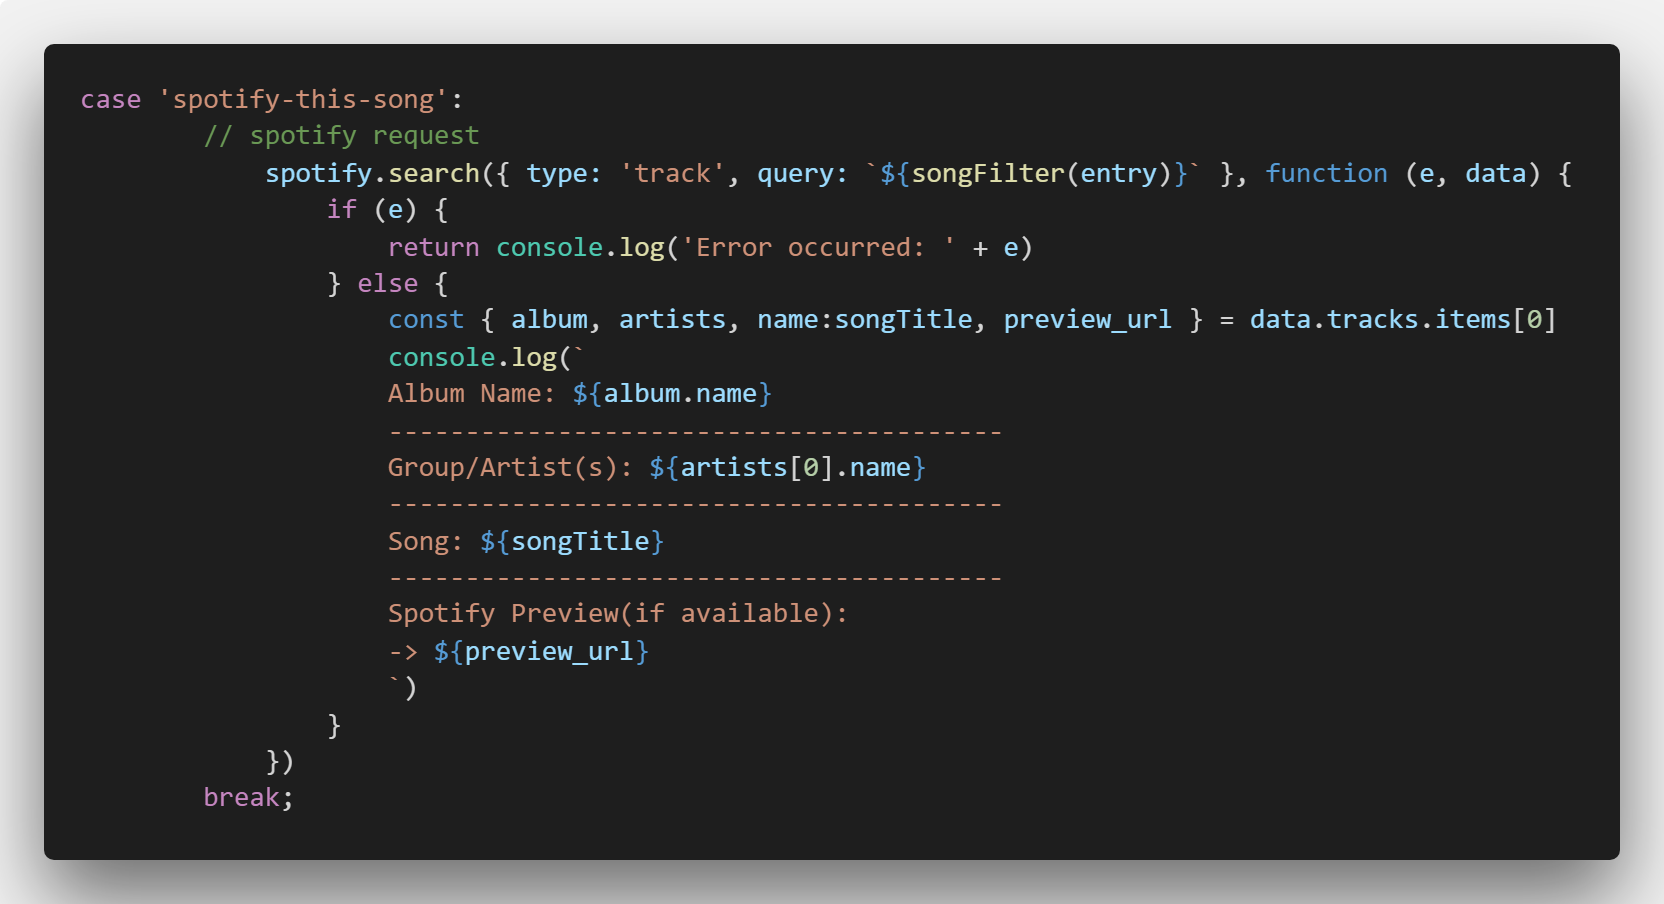 case 'spotify-this-song':
        // spotify request
            spotify.search({ type: 'track', query: `${songFilter(entry)}` }, function (e, data) {
                if (e) {
                    return console.log('Error occurred: ' + e)
                } else {
                    const { album, artists, name:songTitle, preview_url } = data.tracks.items[0]
                    console.log(`
                    Album Name: ${album.name}
                    ----------------------------------------
                    Group/Artist(s): ${artists[0].name}
                    ----------------------------------------
                    Song: ${songTitle}
                    ----------------------------------------
                    Spotify Preview(if available):
                    -> ${preview_url}
                    `)
                }
            })
        break;